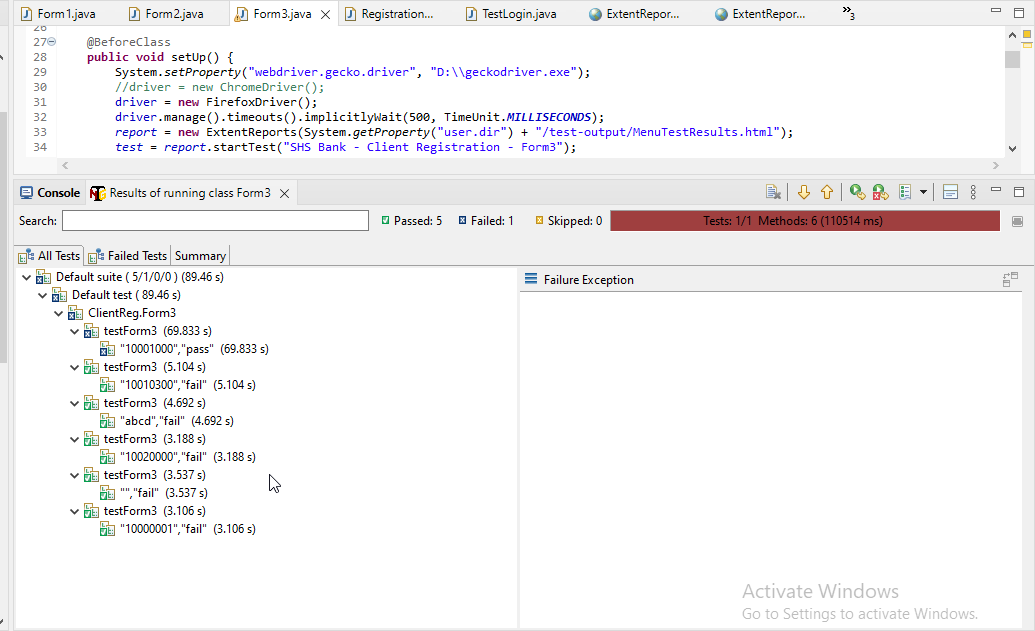 Form1.java Form2.java Form3.java Registration... TestLogin.java ExtentRepor... ExtentRepor... 3
26
27 @BeforeClass
28 public void setUp() {
29 System.setProperty("webdriver.gecko.driver", "D:\\geckodriver.exe");
30 //driver = new ChromeDriver();
31 driver = new FirefoxDriver();
32 driver.manage().timeouts().implicitlyWait(500, TimeUnit.MILLISECONDS);
33 report = new ExtentReports(System.getProperty("user.dir") + "/test-output/MenuTestResults.html");
34 test = report.startTest("SHS Bank - Client Registration - Form3");
Console Results of running class Form3
Search: Passed: 5 Failed: 1 Skipped: 0 Tests: 1/1 Methods: 6 (110514 ms)
All Tests Failed Tests Summary
Default suite ( 5/1/0/0 ) (89.46 s)
Failure Exception
Default test ( 89.46 s)
ClientReg.Form3
testForm3 (69.833 s)
"10001000","pass" (69.833 s)
testForm3 (5.104 s)
"10010300","fail" (5.104 s)
testForm3 (4.692 s)
"abcd","fail" (4.692 s)
testForm3 (3.188 s)
"10020000","fail" (3.188 s)
testForm3 (3.537 s)
"","fail" (3.537 s)
testForm3 (3.106 s)
"10000001","fail" (3.106 s)
Activate Windows
Go to Settings to activate Windows.